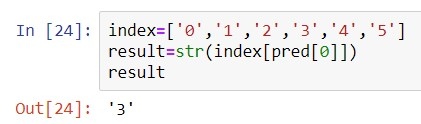 In [24]: index=['0','1','2','3','4','5']
result=str(index[pred[0]])
result
Out[24]: '3'